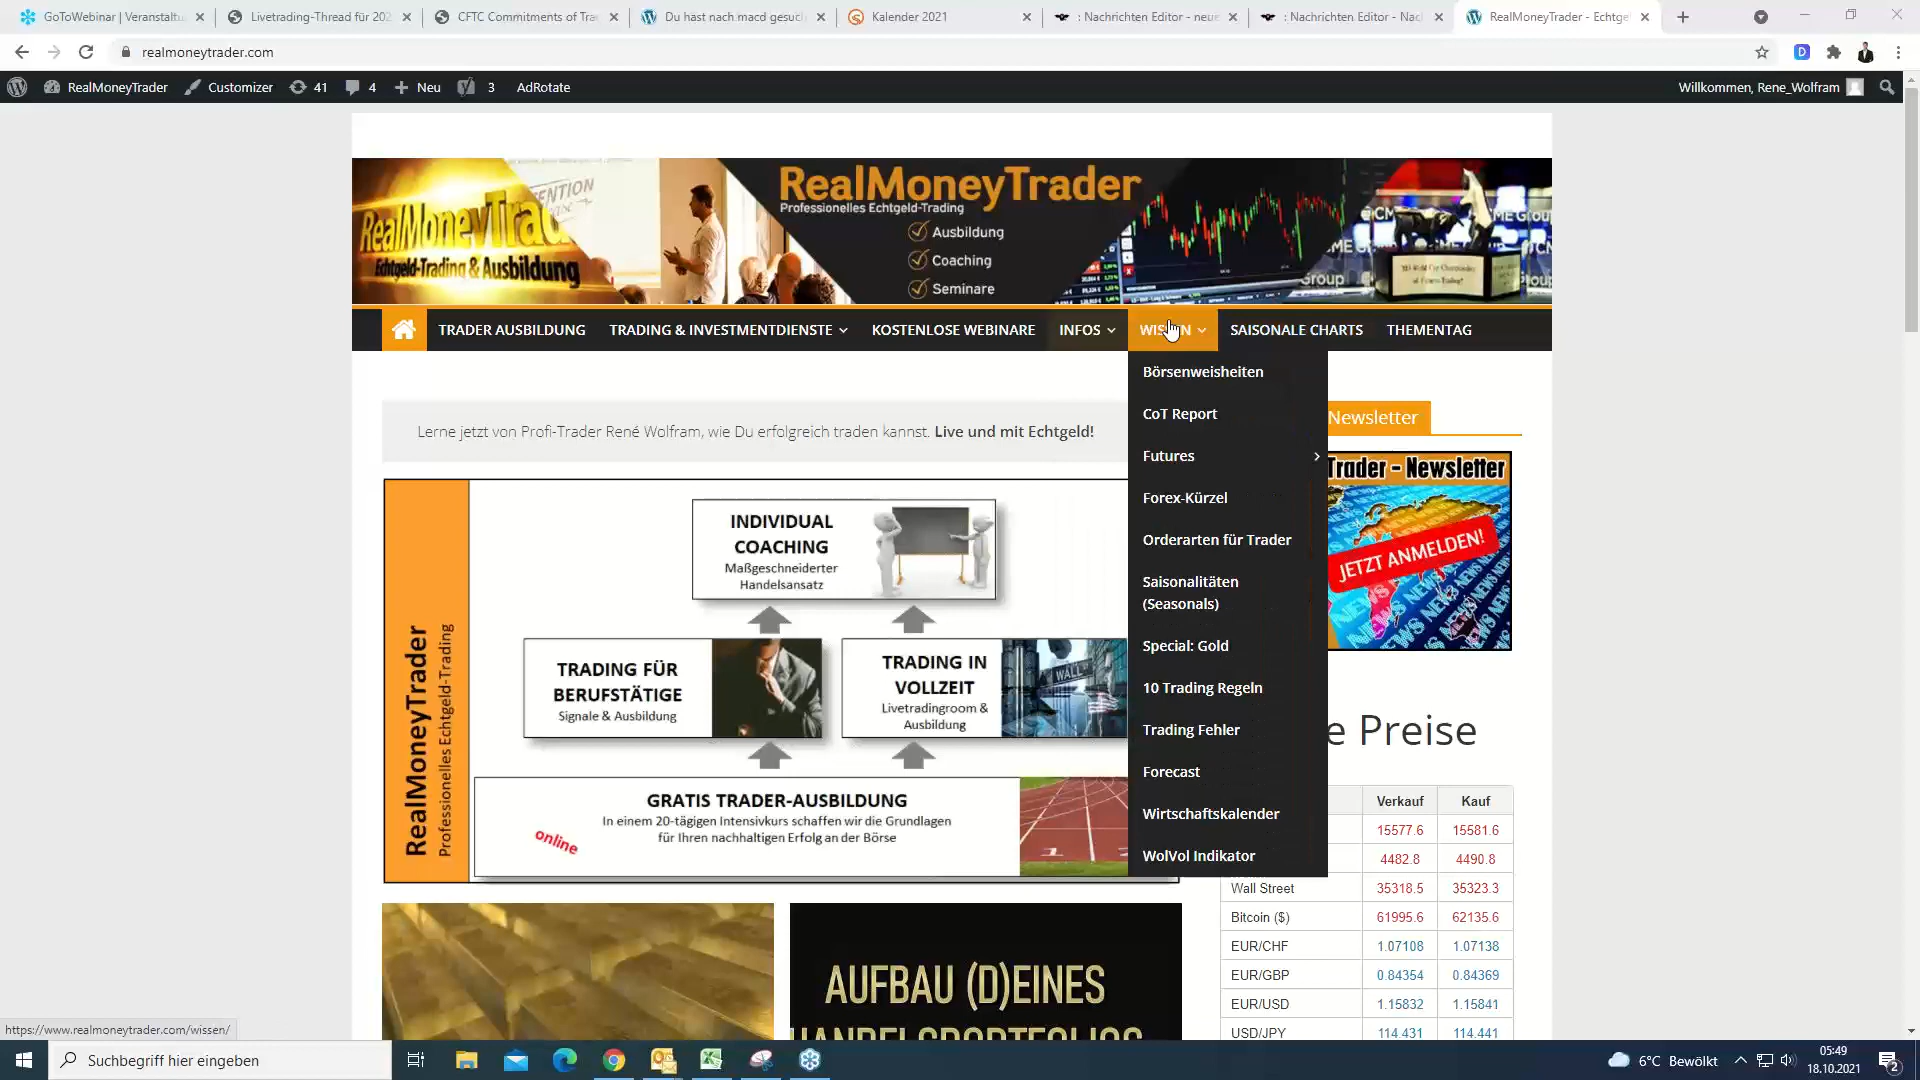 GoToWebinar | Veranstaltu
Livetrading-Thread für 202
CFTC Commitments of Tra
Du hast nach macd gesuch
Kalender 2021
: Nachrichten Editor - neue
: Nachrichten Editor - Nac
RealMoneyTrader - Echtge
realmoneytrader.com
RealMoneyTrader
Customizer
41
4
Neu
3
AdRotate
Willkommen, Rene_Wolfram
RealMoneyTrader
Professionelles Echtgeld-Trading
Ausbildung
Coaching
Seminare
Echtgeld-Trading & Ausbildung
TRADER AUSBILDUNG
TRADING & INVESTMENTDIENSTE
KOSTENLOSE WEBINARE
INFOS
SAISONALE CHARTS
THEMENTAG
Börsenweisheiten
CoT Report
Futures
Forex-Kürzel
Orderarten für Trader
Saisonalitäten
(Seasonals)
Special: Gold
10 Trading Regeln
Trading Fehler
Forecast
Wirtschaftskalender
WolVol Indikator
Lerne jetzt von Profi-Trader René Wolfram, wie Du erfolgreich traden kannst. Live und mit Echtgeld!
Newsletter
Trader - Newsletter
JETZT ANMELDEN!
RealMoneyTrader
Professionelles Echtgeld-Trading
INDIVIDUAL
COACHING
Maßgeschneiderter
Handelsansatz
TRADING FÜR
BERUFSTÄTIGE
Signale & Ausbildung
TRADING IN
VOLLZEIT
Livetradingroom &
Ausbildung
WALL
GRATIS TRADER-AUSBILDUNG
In einem 20-tägigen Intensivkurs schaffen wir die Grundlagen
für Ihren nachhaltigen Erfolg an der Börse
online
e Preise
Verkauf Kauf
15577.6 15581.6
4482.8 4490.8
Wall Street 35318.5 35323.3
Bitcoin ($) 61995.6 62135.6
EUR/CHF 1.07108 1.07138
EUR/GBP 0.84354 0.84369
EUR/USD 1.15832 1.15841
USD/JPY 114.431 114.441
AUFBAU (D)EINES
HANDELSPORTFOLIOS
https://www.realmoneytrader.com/wissen/
Suchbegriff hier eingeben
6°C Bewölkt
05:49
18.10.2021
2